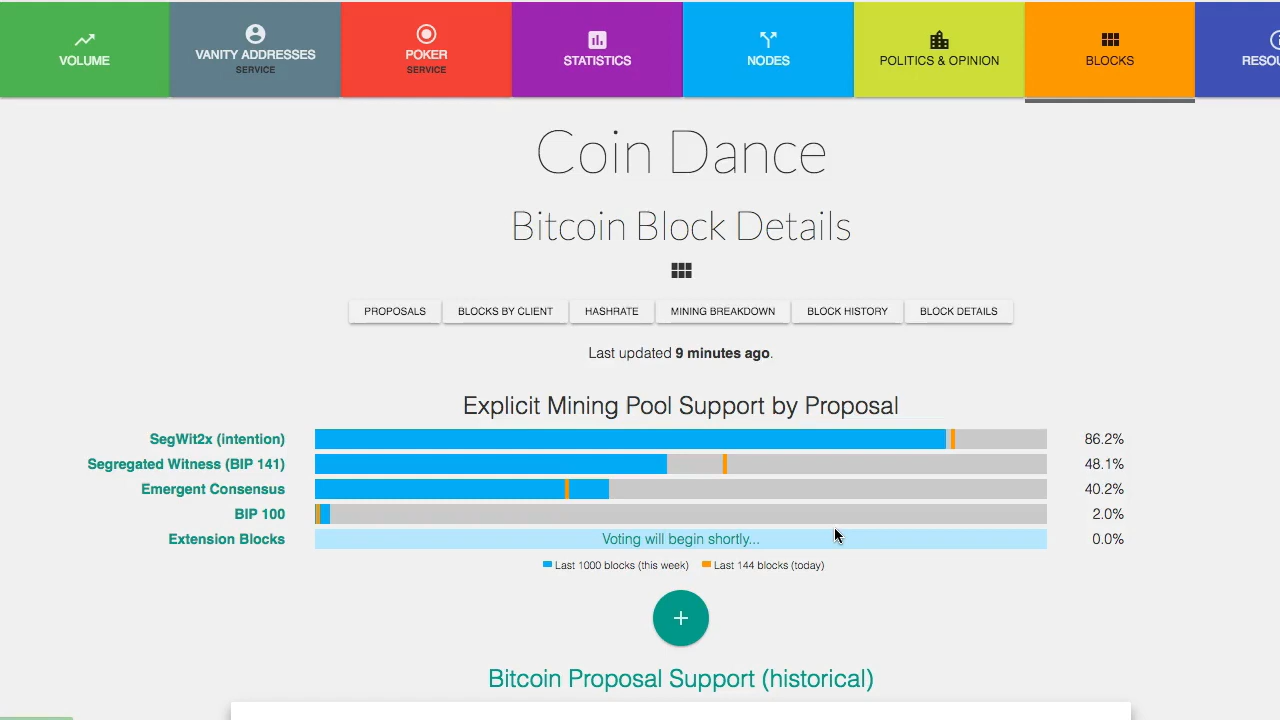 VOLUME
VANITY ADDRESSES
SERVICE
POKER
SERVICE
STATISTICS
NODES
POLITICS & OPINION
BLOCKS
RESOU
Coin Dance
Bitcoin Block Details
PROPOSALS
BLOCKS BY CLIENT
HASHRATE
MINING BREAKDOWN
BLOCK HISTORY
BLOCK DETAILS
Last updated 9 minutes ago.
Explicit Mining Pool Support by Proposal
SegWit2x (intention) 86.2%
Segregated Witness (BIP 141) 48.1%
Emergent Consensus 40.2%
BIP 100 2.0%
Extension Blocks Voting will begin shortly... 0.0%
Last 1000 blocks (this week) Last 144 blocks (today)
+
Bitcoin Proposal Support (historical)